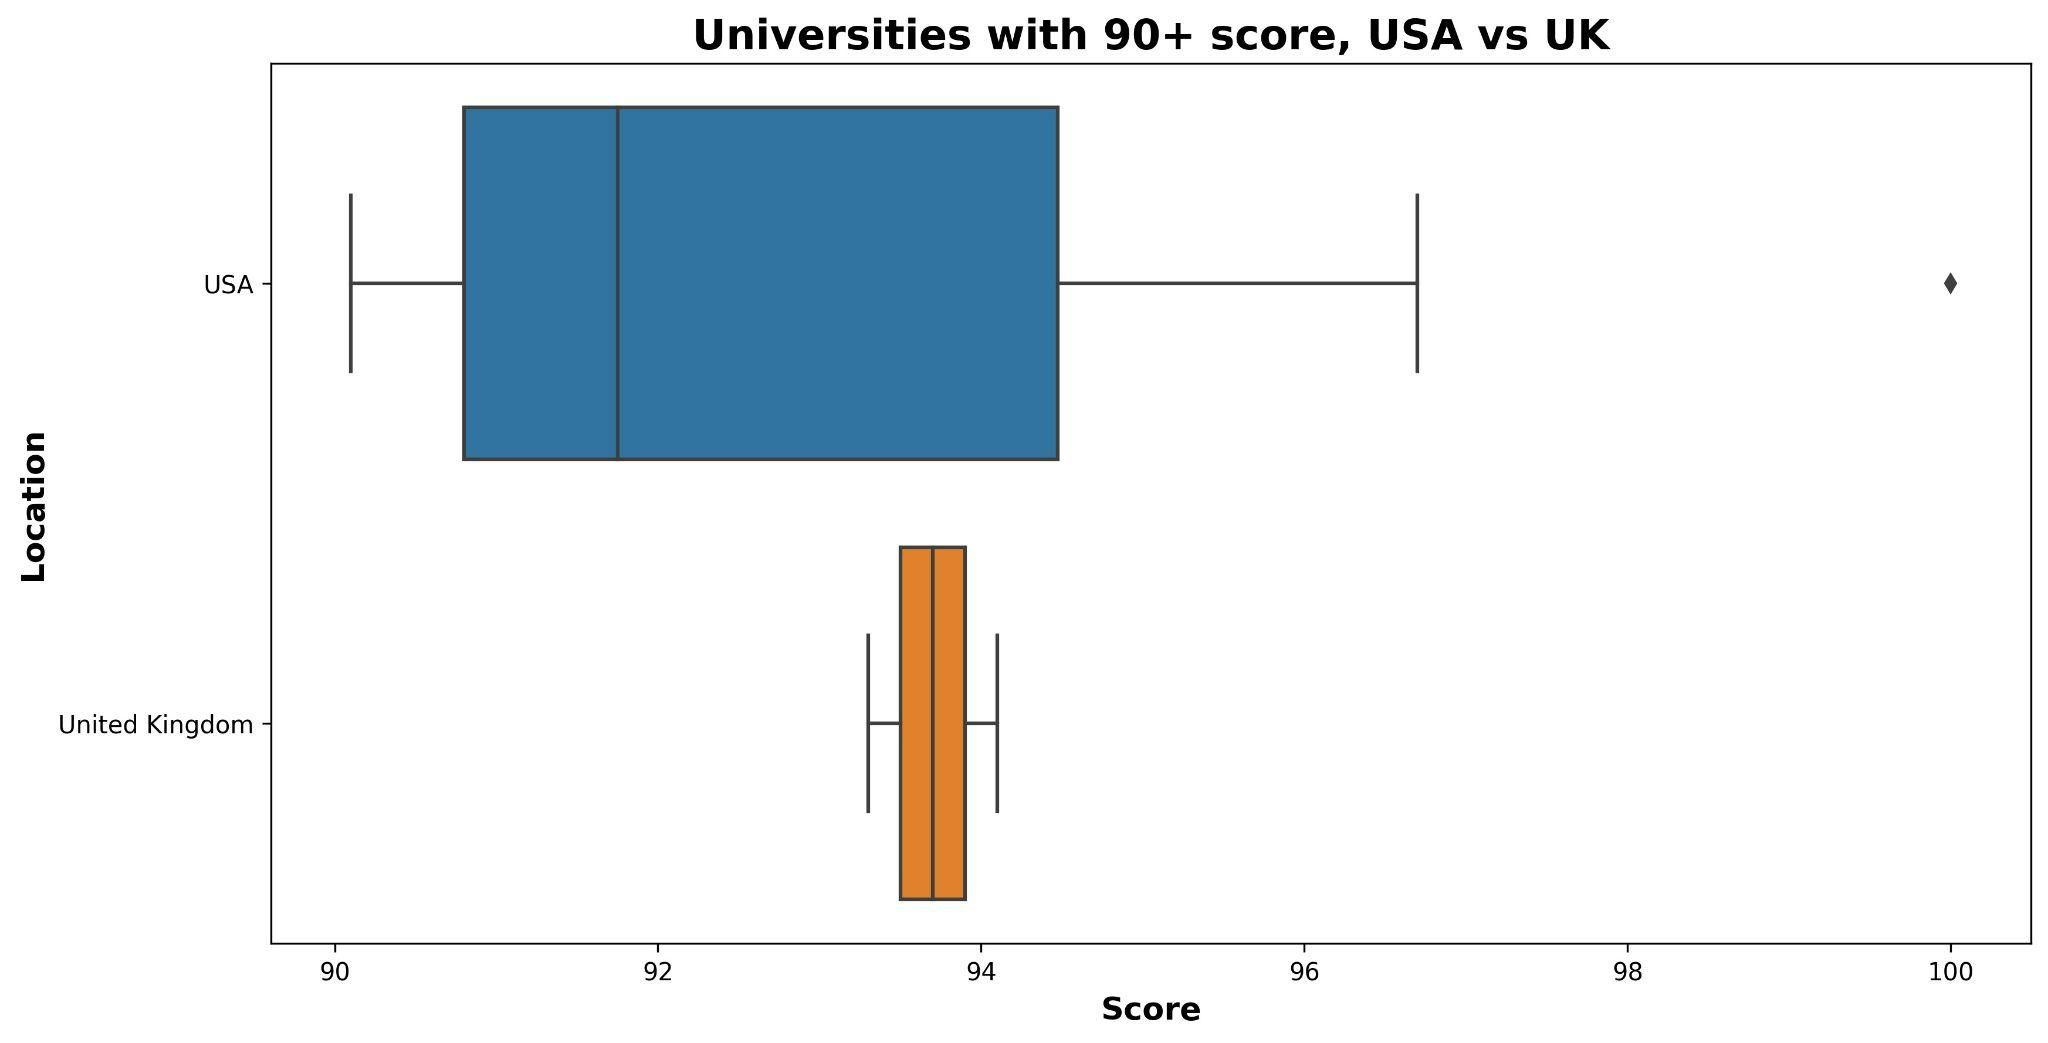 Universities with 90+ score, USA vs UK
Location
USA
United Kingdom
90 92 94 96 98 100
Score